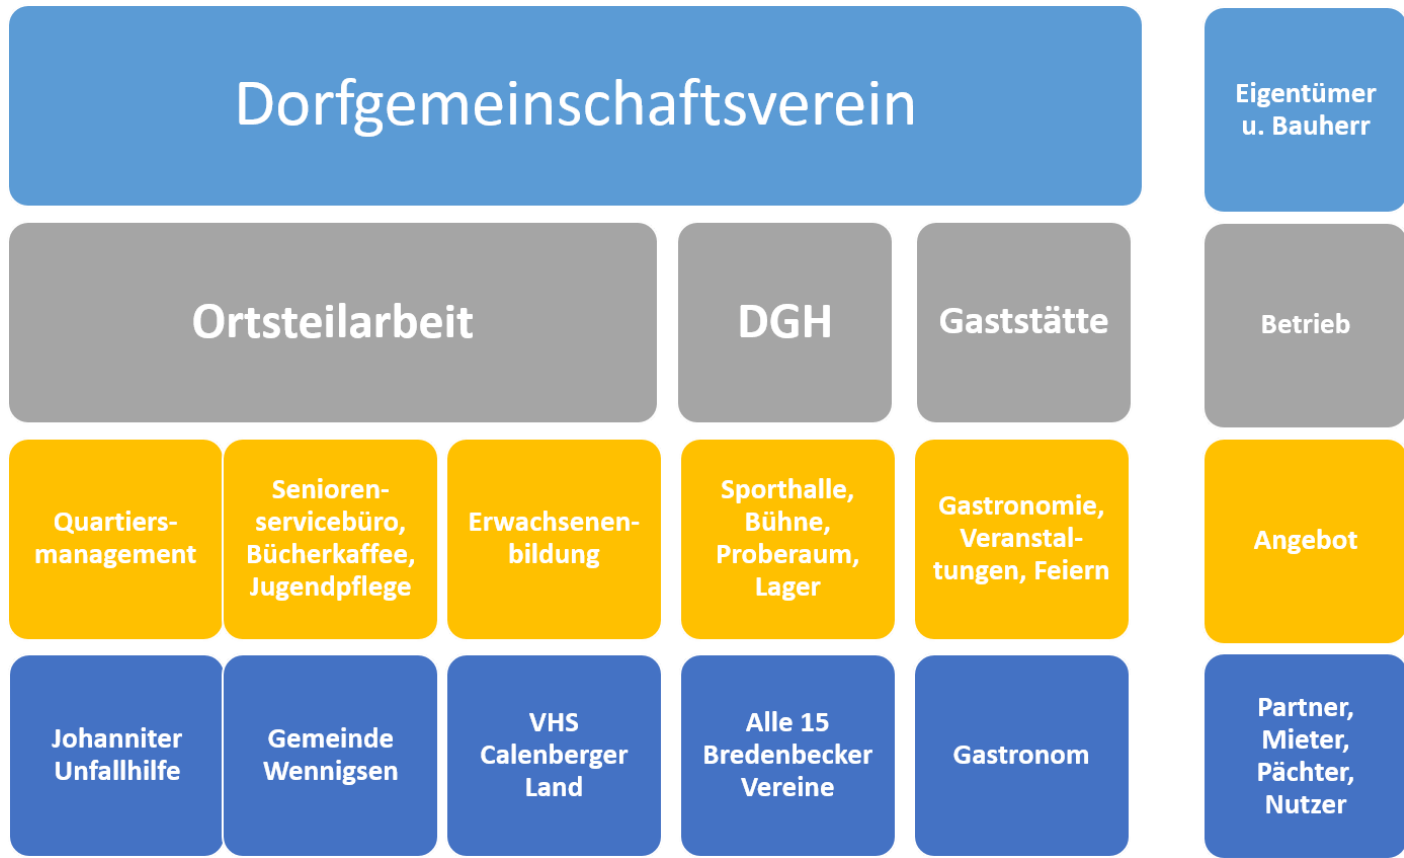 Dorfgemeinschaftsverein
Eigentümer
u. Bauherr
Ortsteilarbeit
DGH
Gaststätte
Betrieb
Quartiers-
management
Senioren-
servicebüro,
Bücherkaffee,
Jugendpflege
Erwachsenen-
bildung
Sporthalle,
Bühne,
Proberaum,
Lager
Gastronomie,
Veranstal-
tungen, Feiern
Angebot
Johanniter
Unfallhilfe
Gemeinde
Wennigsen
VHS
Calenberger
Land
Alle 15
Bredenbecker
Vereine
Gastronom
Partner,
Mieter,
Pächter,
Nutzer